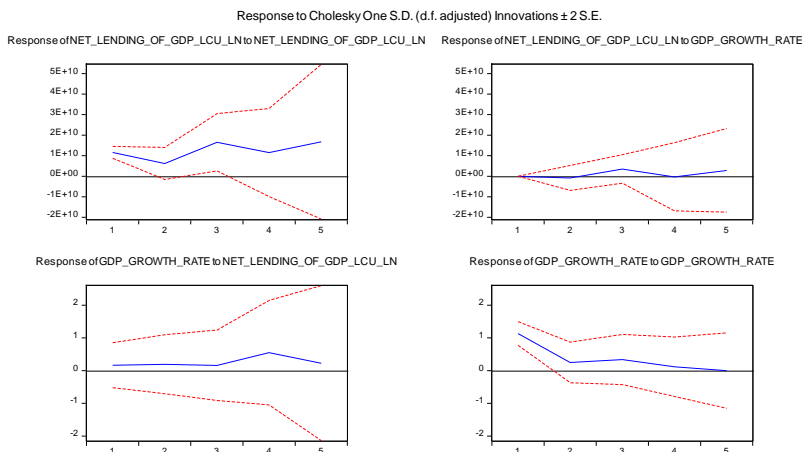 Response to Cholesky One S.D. (d.f. adjusted) Innovations ± 2 S.E.
Response of NET_LENDING_OF_GDP_LCU_LN to NET_LENDING_OF_GDP_LCU_LN
5E+10
4E+10
3E+10
2E+10
1E+10
0E+00
-1E+10
-2E+10
1 2 3 4 5
Response of NET_LENDING_OF_GDP_LCU_LN to GDP_GROWTH_RATE
5E+10
4E+10
3E+10
2E+10
1E+10
0E+00
-1E+10
-2E+10
1 2 3 4 5
Response of GDP_GROWTH_RATE to NET_LENDING_OF_GDP_LCU_LN
2
1
0
-1
-2
1 2 3 4 5
Response of GDP_GROWTH_RATE to GDP_GROWTH_RATE
2
1
0
-1
-2
1 2 3 4 5